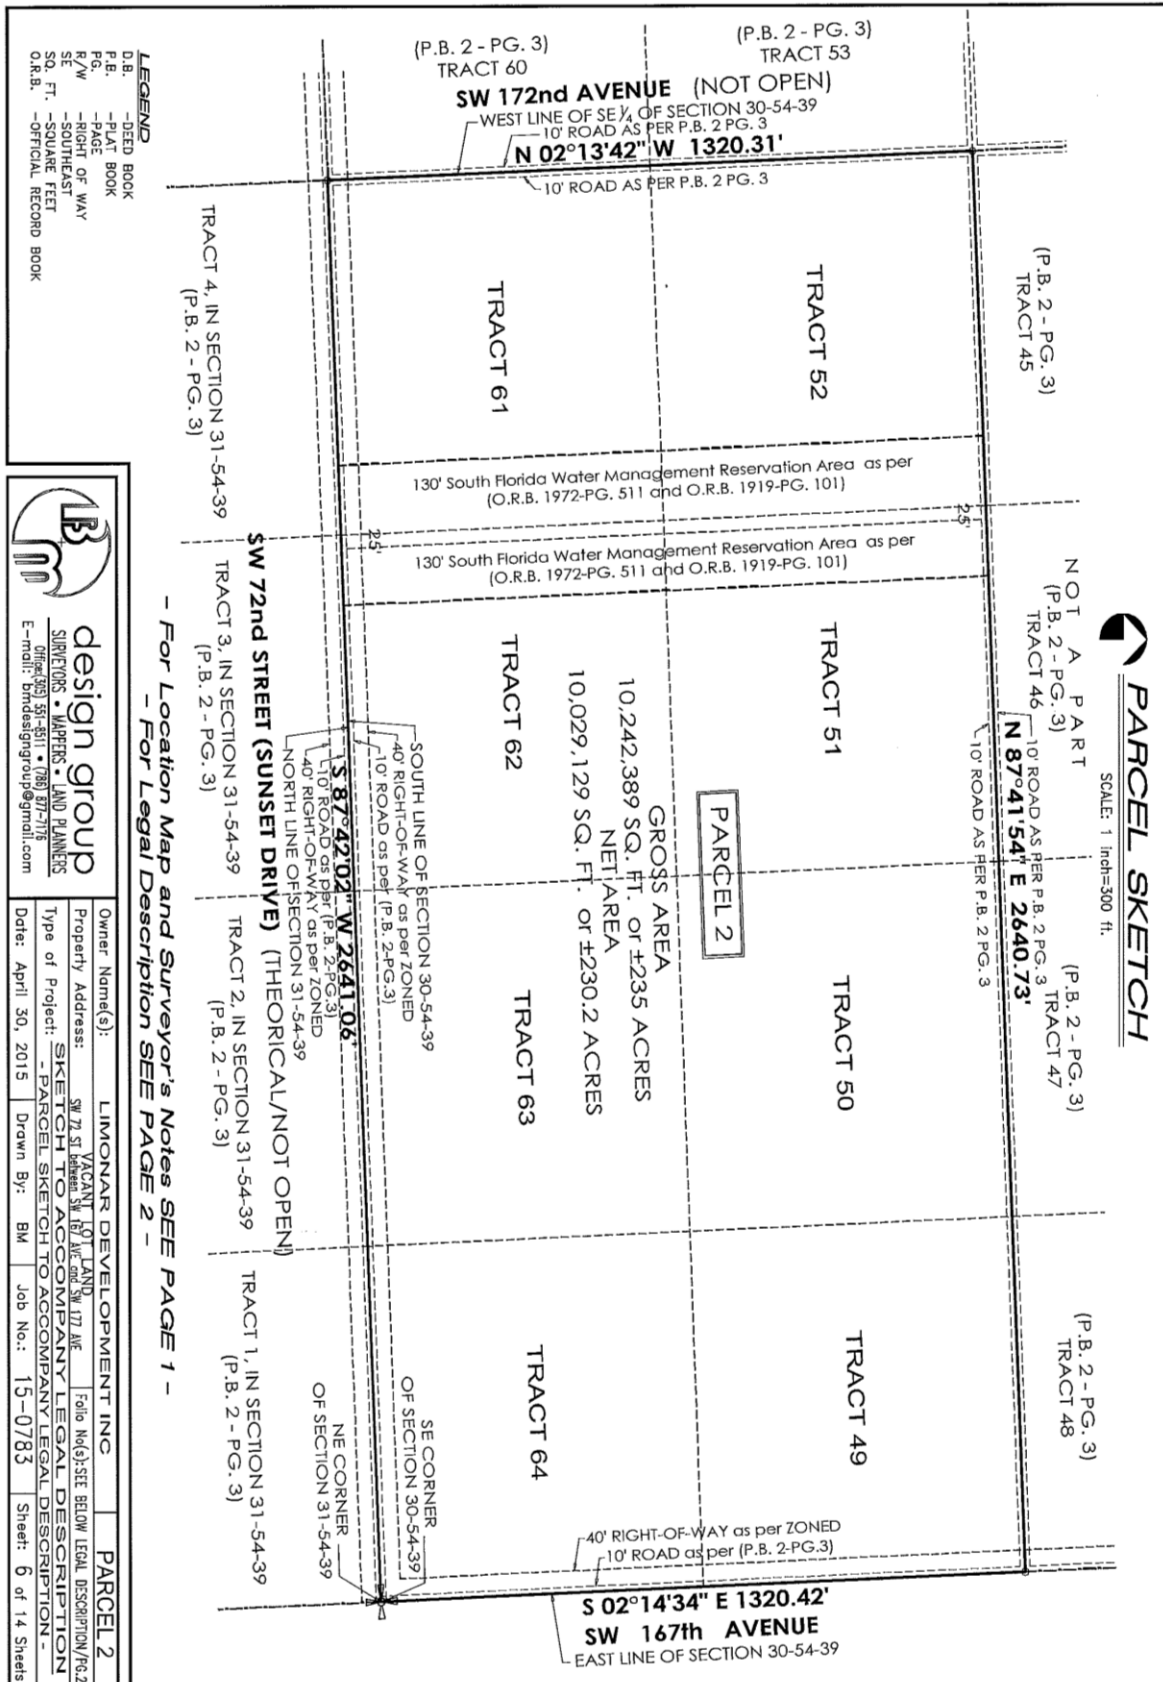 PARCEL SKETCH
SCALE: 1 inch=300 ft.
(P.B. 2 - PG. 3)
TRACT 60
(P.B. 2 - PG. 3)
TRACT 53
SW 172nd AVENUE (NOT OPEN)
WEST LINE OF SE ¼ OF SECTION 30-54-39
10' ROAD AS PER P.B. 2 PG. 3
N 02°13'42" W 1320.31'
10' ROAD AS PER P.B. 2 PG. 3
(P.B. 2 - PG. 3)
TRACT 45
NOT A PART
(P.B. 2 - PG. 3)
TRACT 46
(P.B. 2 - PG. 3)
TRACT 47
(P.B. 2 - PG. 3)
TRACT 48
10' ROAD AS PER P.B. 2 PG. 3
N 87°41'54" E 2640.73'
10' ROAD AS PER P.B. 2 PG. 3
TRACT 52
TRACT 51
TRACT 50
TRACT 49
130' South Florida Water Management Reservation Area as per
(O.R.B. 1972-PG. 511 and O.R.B. 1919-PG. 101)
25'
25'
130' South Florida Water Management Reservation Area as per
(O.R.B. 1972-PG. 511 and O.R.B. 1919-PG. 101)
PARCEL 2
GROSS AREA
10,242,389 SQ. FT. or ±235 ACRES
NET AREA
10,029,129 SQ. FT. or ±230.2 ACRES
TRACT 61
TRACT 62
TRACT 63
TRACT 64
SOUTH LINE OF SECTION 30-54-39
40' RIGHT-OF-WAY as per ZONED
10' ROAD as per (P.B. 2-PG.3)
S 87°42'02" W 2641.06'
10' ROAD as per (P.B. 2-PG.3)
40' RIGHT-OF-WAY as per ZONED
NORTH LINE OF SECTION 31-54-39
SW 72nd STREET (SUNSET DRIVE) (THEORICAL/NOT OPEN)
SE CORNER
OF SECTION 30-54-39
NE CORNER
OF SECTION 31-54-39
40' RIGHT-OF-WAY as per ZONED
10' ROAD as per (P.B. 2-PG.3)
S 02°14'34" E 1320.42'
SW 167th AVENUE
EAST LINE OF SECTION 30-54-39
TRACT 4, IN SECTION 31-54-39
(P.B. 2 - PG. 3)
TRACT 3, IN SECTION 31-54-39
(P.B. 2 - PG. 3)
TRACT 2, IN SECTION 31-54-39
(P.B. 2 - PG. 3)
TRACT 1, IN SECTION 31-54-39
(P.B. 2 - PG. 3)
- For Location Map and Surveyor's Notes SEE PAGE 1 -
- For Legal Description SEE PAGE 2 -
LEGEND
D.B. -DEED BOOK
P.B. -PLAT BOOK
PG. -PAGE
R/W -RIGHT OF WAY
SE -SOUTHEAST
SQ. FT. -SQUARE FEET
O.R.B. -OFFICIAL RECORD BOOK
BM
design group
SURVEYORS • MAPPERS • LAND PLANNERS
Office(305) 551-8511 • (786) 877-7176
E-mail: bmdesigngroup@gmail.com
Owner Name(s): LIMONAR DEVELOPMENT INC
PARCEL 2
Property Address: VACANT LOT LAND
SW 72 ST between SW 167 AVE and SW 177 AVE
Folio No(s): SEE BELOW LEGAL DESCRIPTION/PG.2
Type of Project: SKETCH TO ACCOMPANY LEGAL DESCRIPTION
- PARCEL SKETCH TO ACCOMPANY LEGAL DESCRIPTION -
Date: April 30, 2015 Drawn By: BM Job No.: 15-0783 Sheet: 6 of 14 Sheets